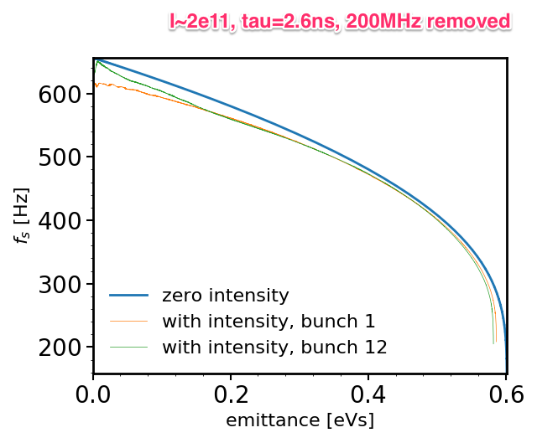 I~2e11, tau=2.6ns, 200MHz removed
600
500
400
300
200
f_s [Hz]
zero intensity
with intensity, bunch 1
with intensity, bunch 12
0.0 0.2 0.4 0.6
emittance [eVs]